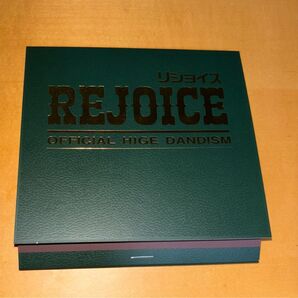 リジョイス
REJOICE
OFFICIAL HIGE DANDISM